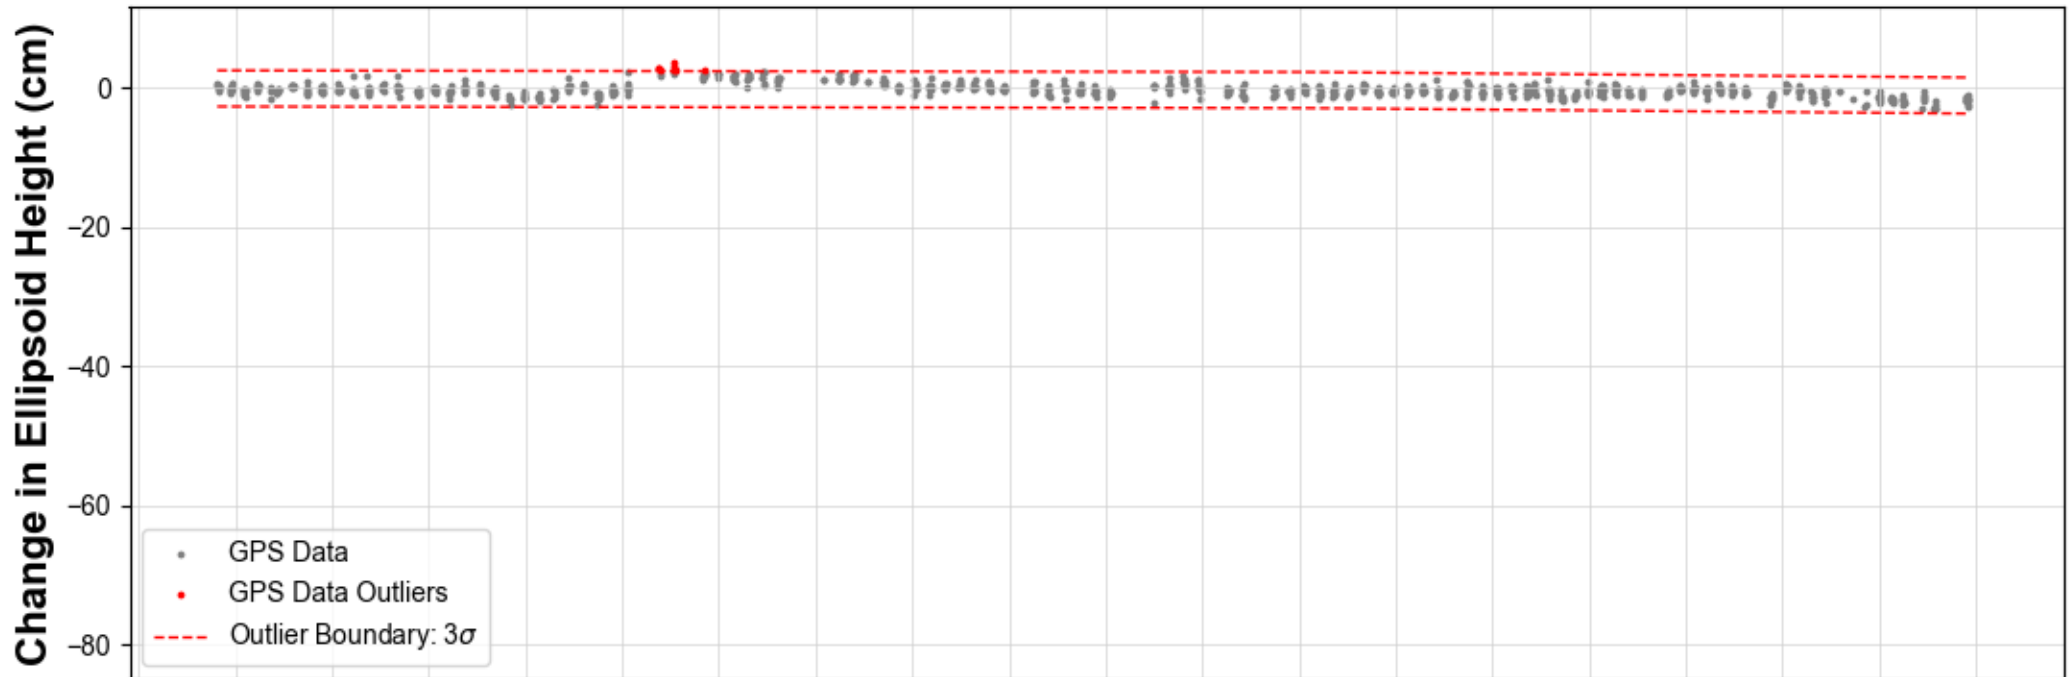 Change in Ellipsoid Height (cm)
0
−20
−40
−60
−80
GPS Data
GPS Data Outliers
Outlier Boundary: 3σ